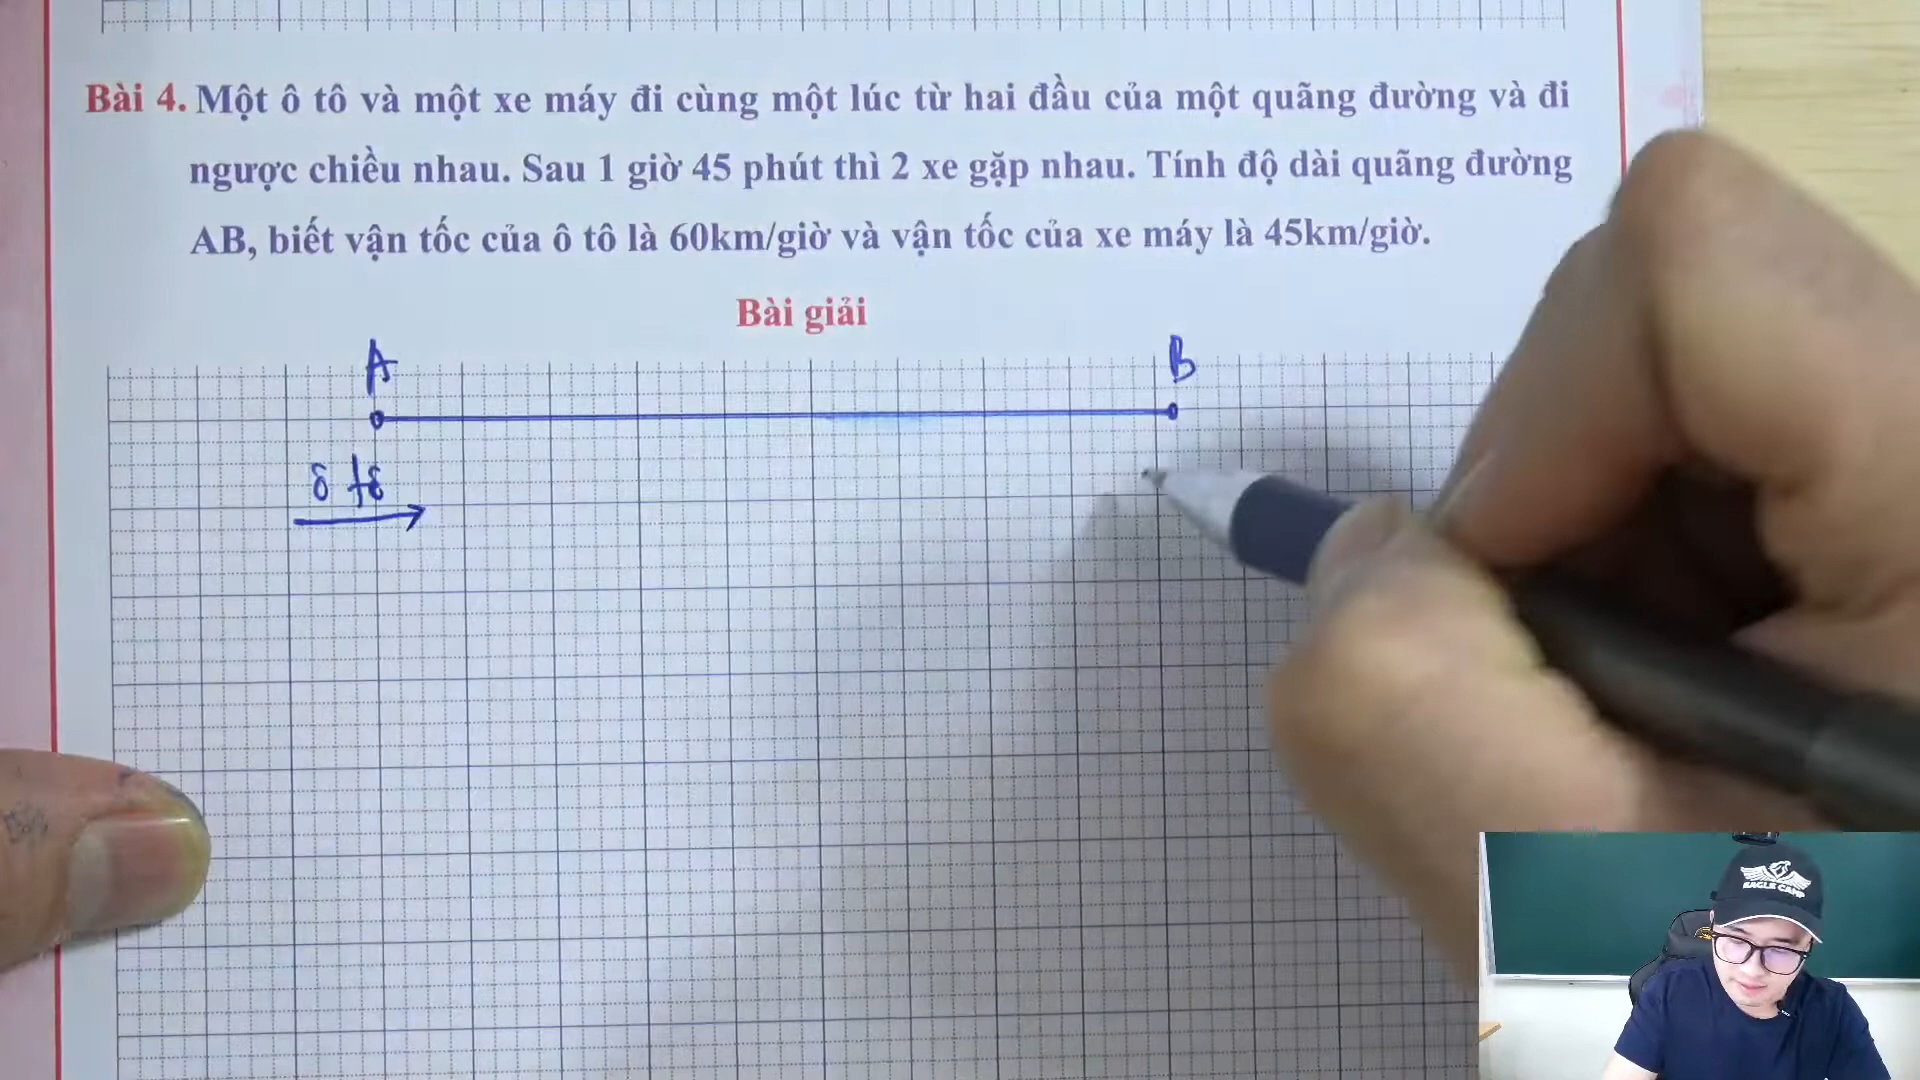 Bài 4. Một ô tô và một xe máy đi cùng một lúc từ hai đầu của một quãng đường và đi
ngược chiều nhau. Sau 1 giờ 45 phút thì 2 xe gặp nhau. Tính độ dài quãng đường
AB, biết vận tốc của ô tô là 60km/giờ và vận tốc của xe máy là 45km/giờ.
Bài giải
A B
ô tô
EAGLE CAMP